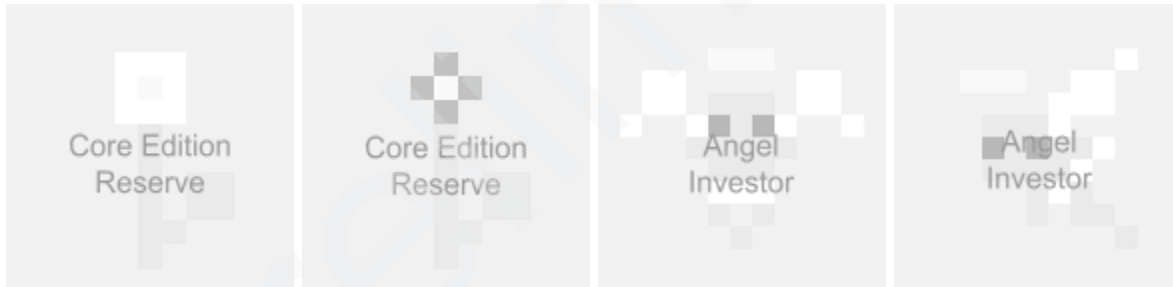 Core Edition
Reserve
Core Edition
Reserve
Angel
Investor
Angel
Investor